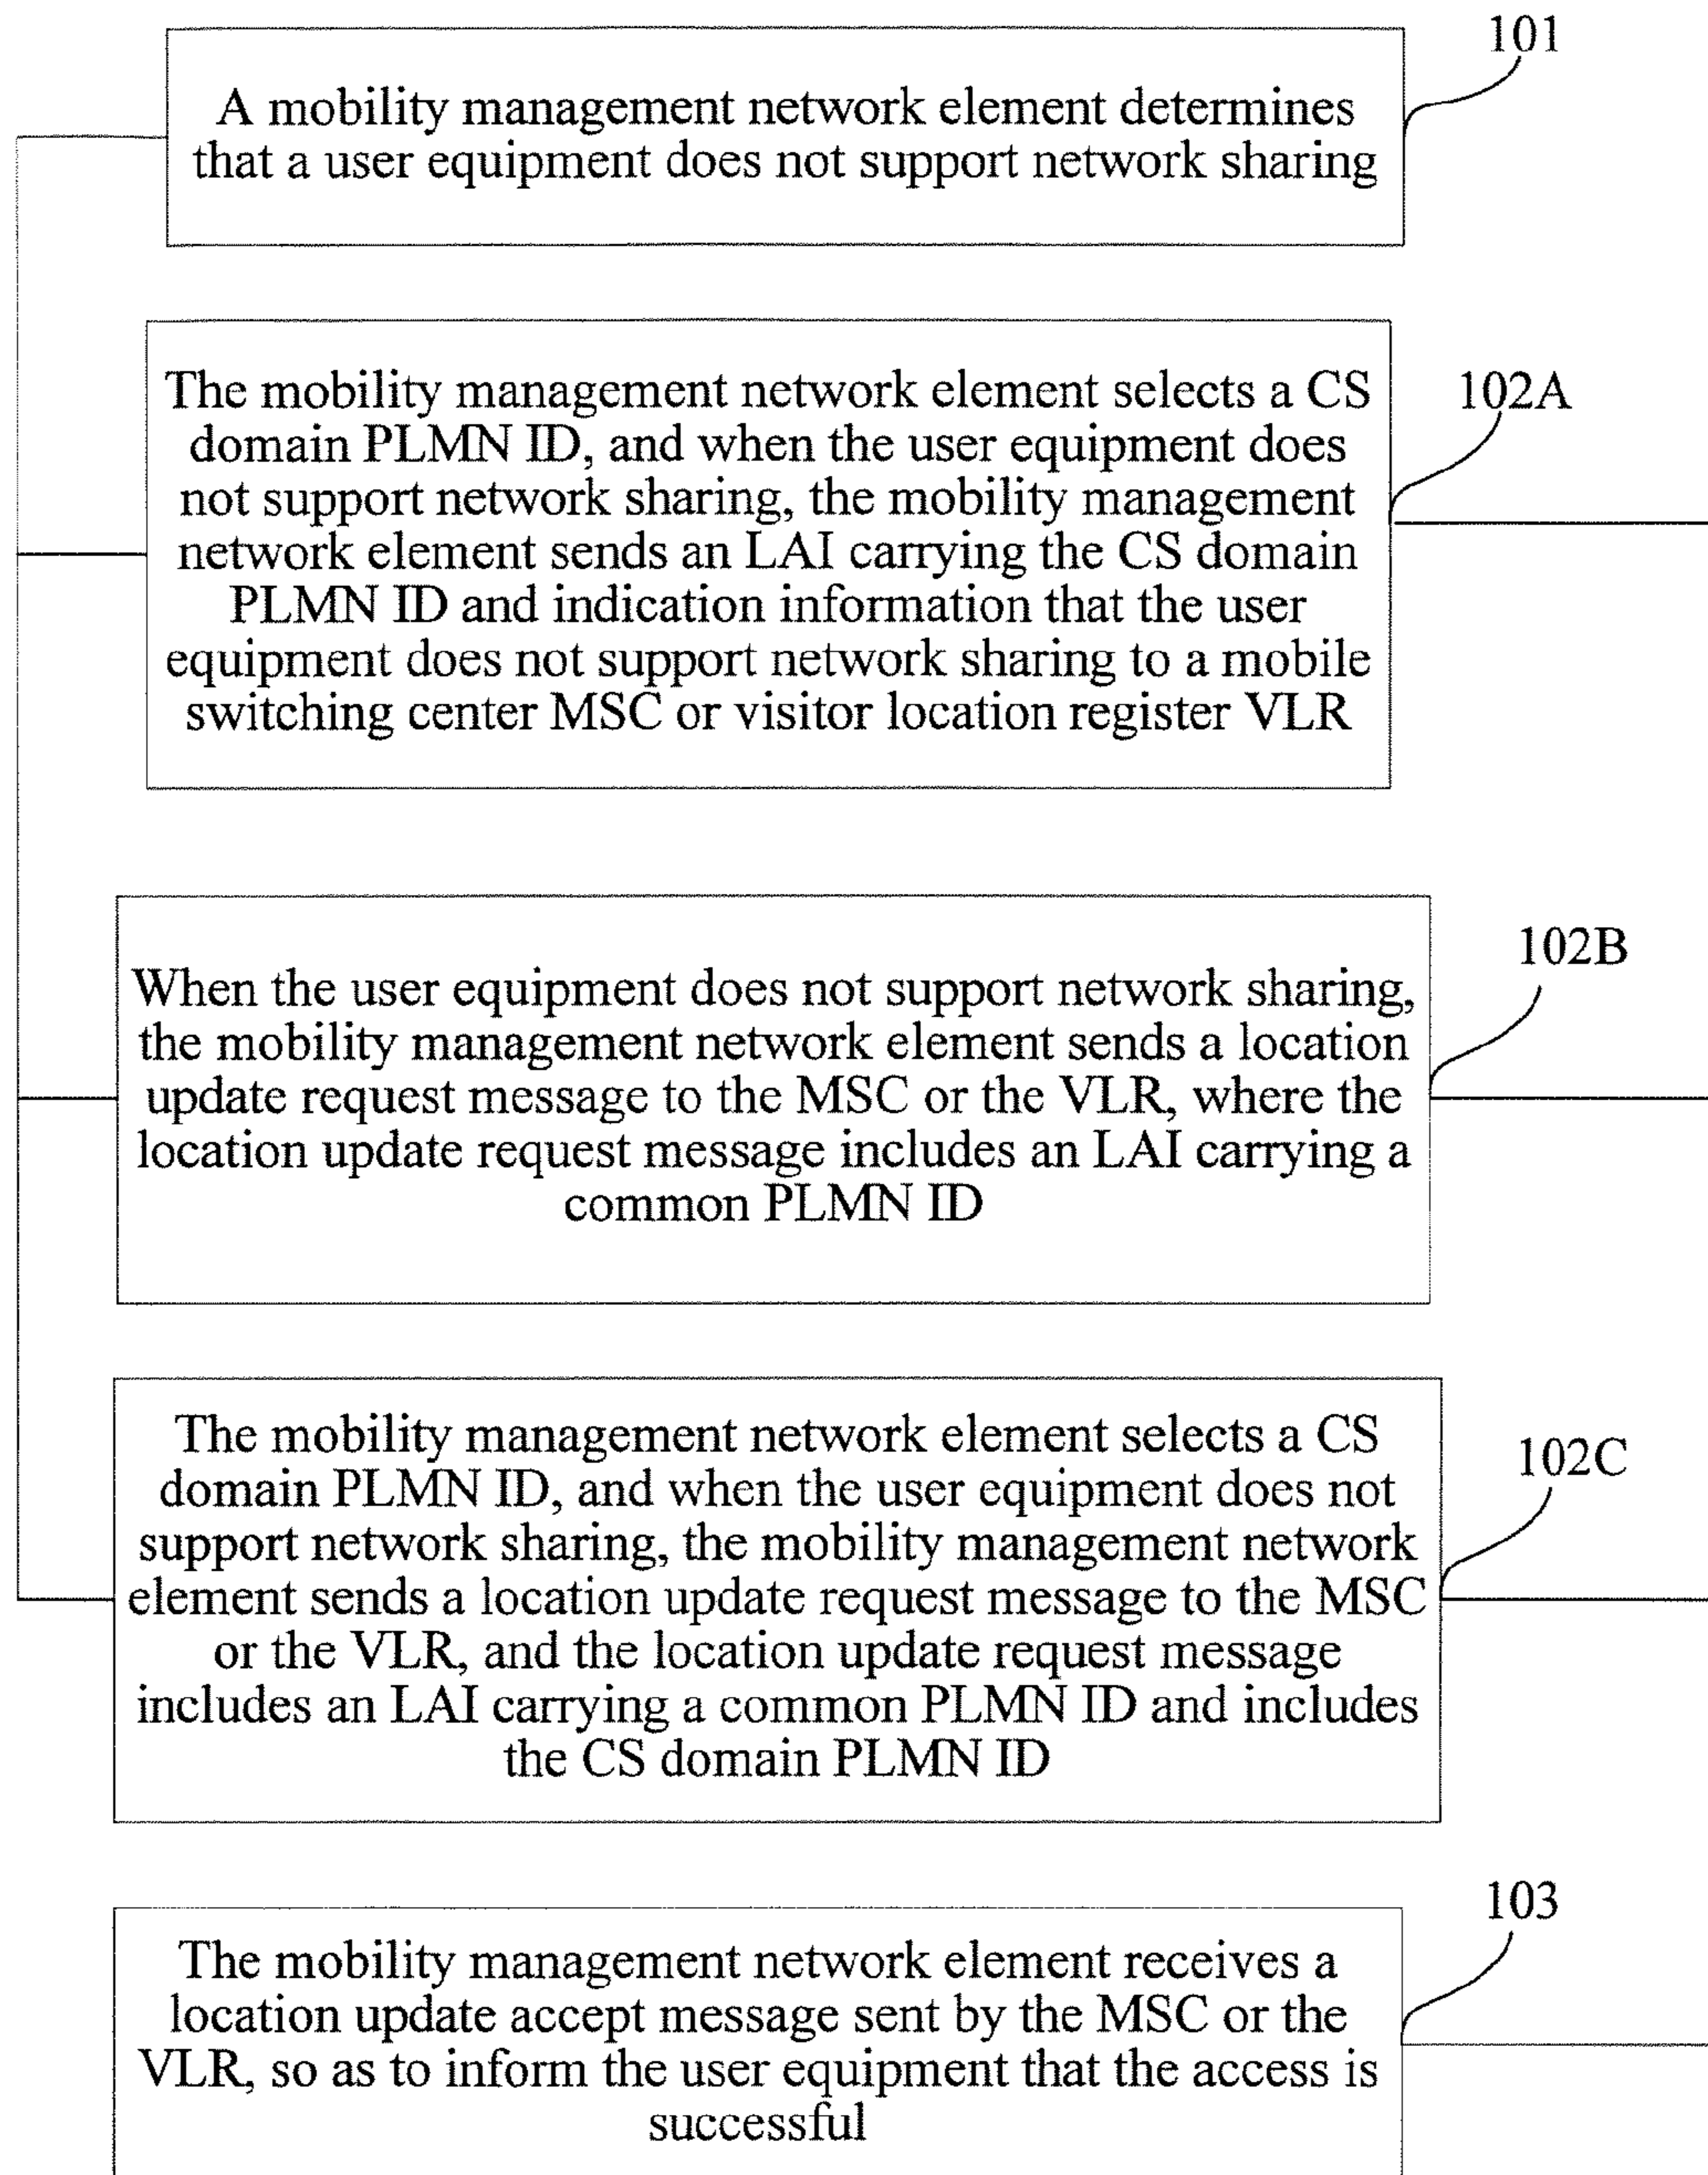 101
A mobility management network element determines
that a user equipment does not support network sharing
102A
The mobility management network element selects a CS
domain PLMN ID, and when the user equipment does
not support network sharing, the mobility management
network element sends an LAI carrying the CS domain
PLMN ID and indication information that the user
equipment does not support network sharing to a mobile
switching center MSC or visitor location register VLR
102B
When the user equipment does not support network sharing,
the mobility management network element sends a location
update request message to the MSC or the VLR, where the
location update request message includes an LAI carrying a
common PLMN ID
102C
The mobility management network element selects a CS
domain PLMN ID, and when the user equipment does not
support network sharing, the mobility management network
element sends a location update request message to the MSC
or the VLR, and the location update request message
includes an LAI carrying a common PLMN ID and includes
the CS domain PLMN ID
103
The mobility management network element receives a
location update accept message sent by the MSC or the
VLR, so as to inform the user equipment that the access is
successful